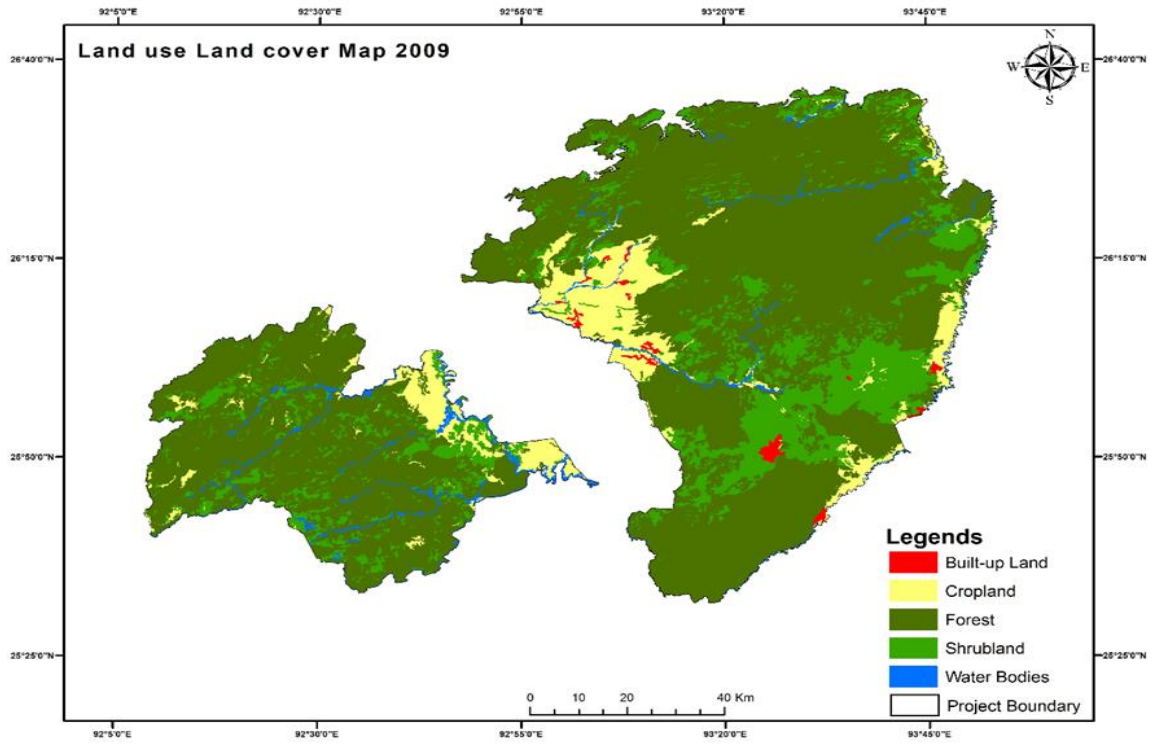 92°5'0"E 92°30'0"E 92°55'0"E 93°20'0"E 93°45'0"E
Land use Land cover Map 2009
N
W E
S
26°40'0"N 26°40'0"N
26°15'0"N 26°15'0"N
25°50'0"N 25°50'0"N
25°25'0"N 25°25'0"N
Legends
Built-up Land
Cropland
Forest
Shrubland
Water Bodies
Project Boundary
0 10 20 40 Km
92°5'0"E 92°30'0"E 92°55'0"E 93°20'0"E 93°45'0"E